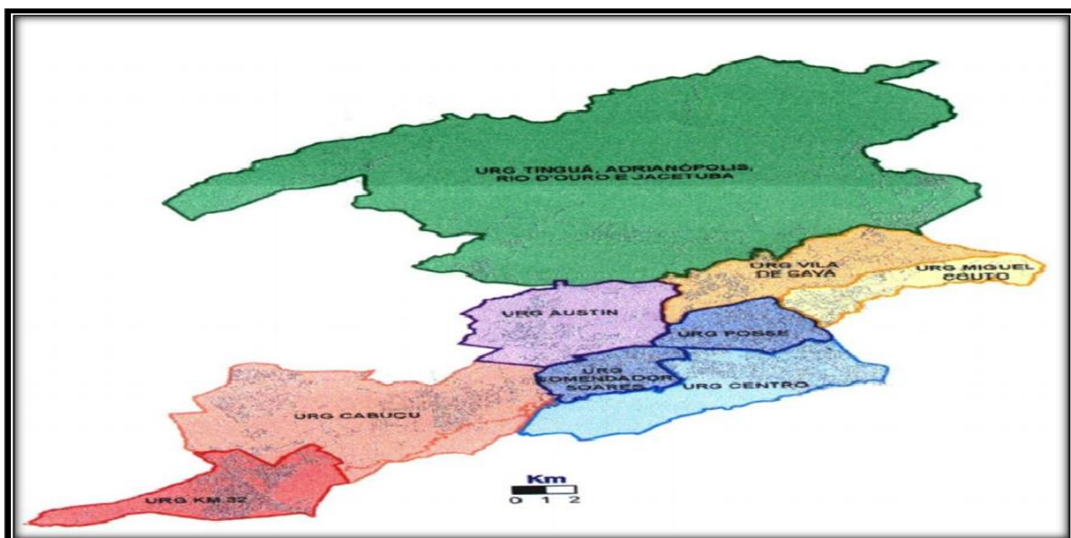 URG TINGUÁ, ADRIANÓPOLIS,
RIO D'OURO E JACETUBA
URG VILA
DE CAVA
URG MIGUEL
COUTO
URG AUSTIN
URG POSSE
URG
COMENDADOR
SOARES
URG CENTRO
URG CABUÇU
URG KM 32
Km
0 1 2